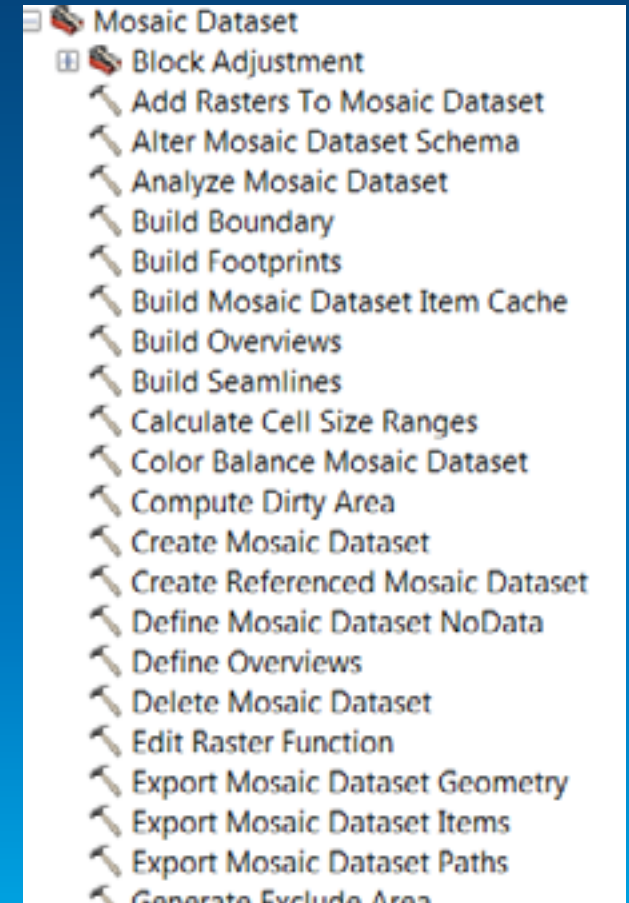 Mosaic Dataset
Block Adjustment
Add Rasters To Mosaic Dataset
Alter Mosaic Dataset Schema
Analyze Mosaic Dataset
Build Boundary
Build Footprints
Build Mosaic Dataset Item Cache
Build Overviews
Build Seamlines
Calculate Cell Size Ranges
Color Balance Mosaic Dataset
Compute Dirty Area
Create Mosaic Dataset
Create Referenced Mosaic Dataset
Define Mosaic Dataset NoData
Define Overviews
Delete Mosaic Dataset
Edit Raster Function
Export Mosaic Dataset Geometry
Export Mosaic Dataset Items
Export Mosaic Dataset Paths
Generate Exclude Area